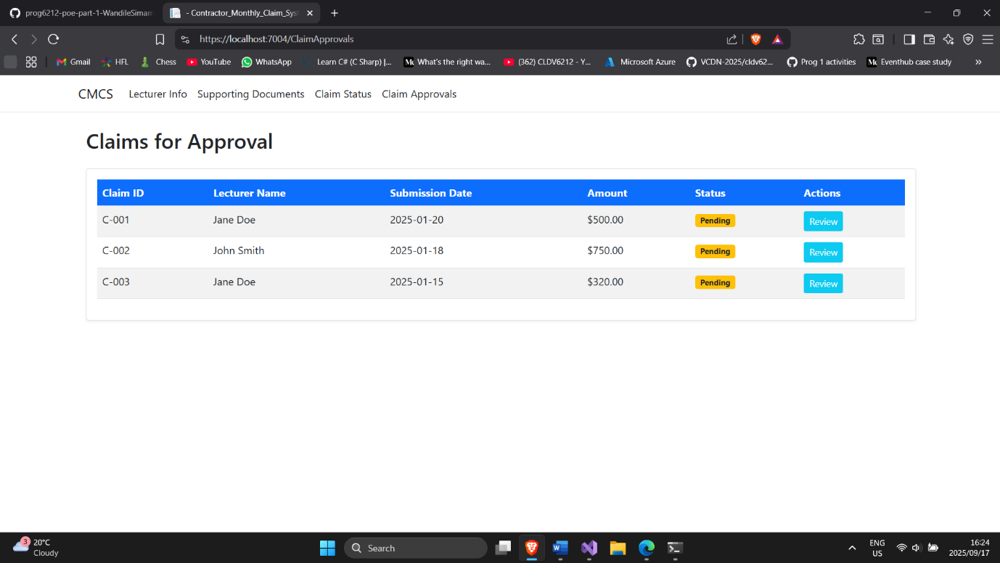 prog6212-poe-part-1-WandileSimam
- Contractor_Monthly_Claim_Sys
https://localhost:7004/ClaimApprovals
Gmail HFL Chess YouTube WhatsApp Learn C# (C Sharp) |... What's the right wa... (362) CLDV6212 - Y... Microsoft Azure VCDN-2025/cldv62... Prog 1 activities Eventhub case study »
CMCS Lecturer Info Supporting Documents Claim Status Claim Approvals
Claims for Approval
Claim ID Lecturer Name Submission Date Amount Status Actions
C-001 Jane Doe 2025-01-20 $500.00 Pending Review
C-002 John Smith 2025-01-18 $750.00 Pending Review
C-003 Jane Doe 2025-01-15 $320.00 Pending Review
3
20°C
Cloudy
Search
ENG
US
16:24
2025/09/17